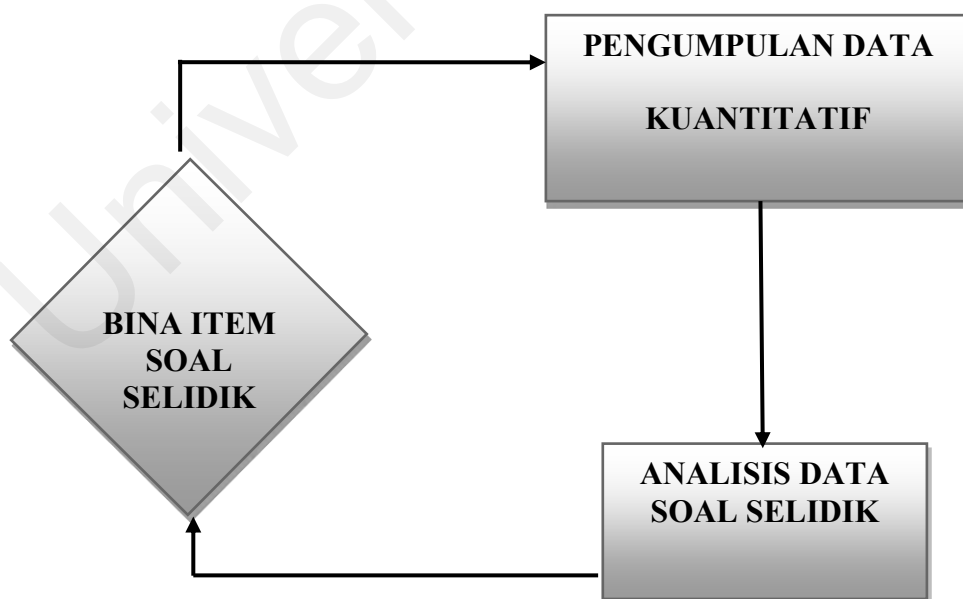 PENGUMPULAN DATA
KUANTITATIF
BINA ITEM
SOAL
SELIDIK
ANALISIS DATA
SOAL SELIDIK